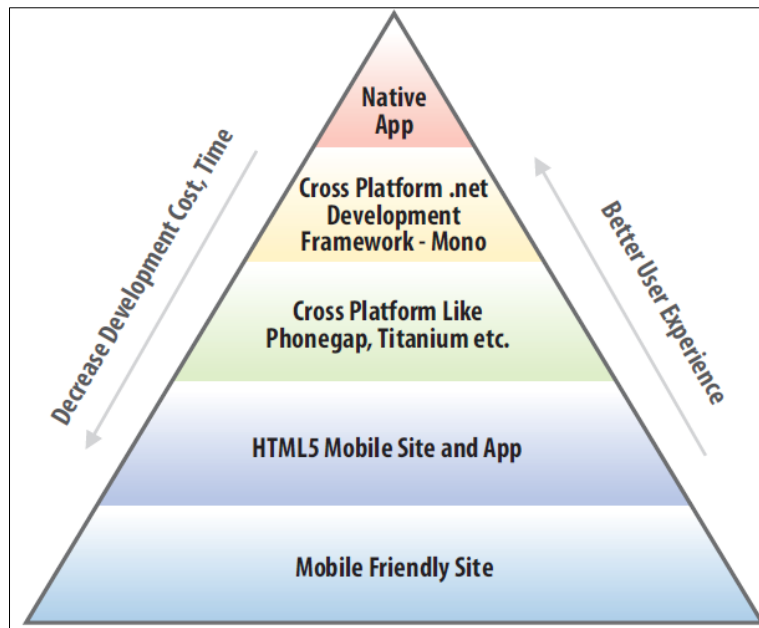 Native
App
Cross Platform .net
Development
Framework - Mono
Cross Platform Like
Phonegap, Titanium etc.
HTML5 Mobile Site and App
Mobile Friendly Site
Decrease Development Cost, Time
Better User Experience